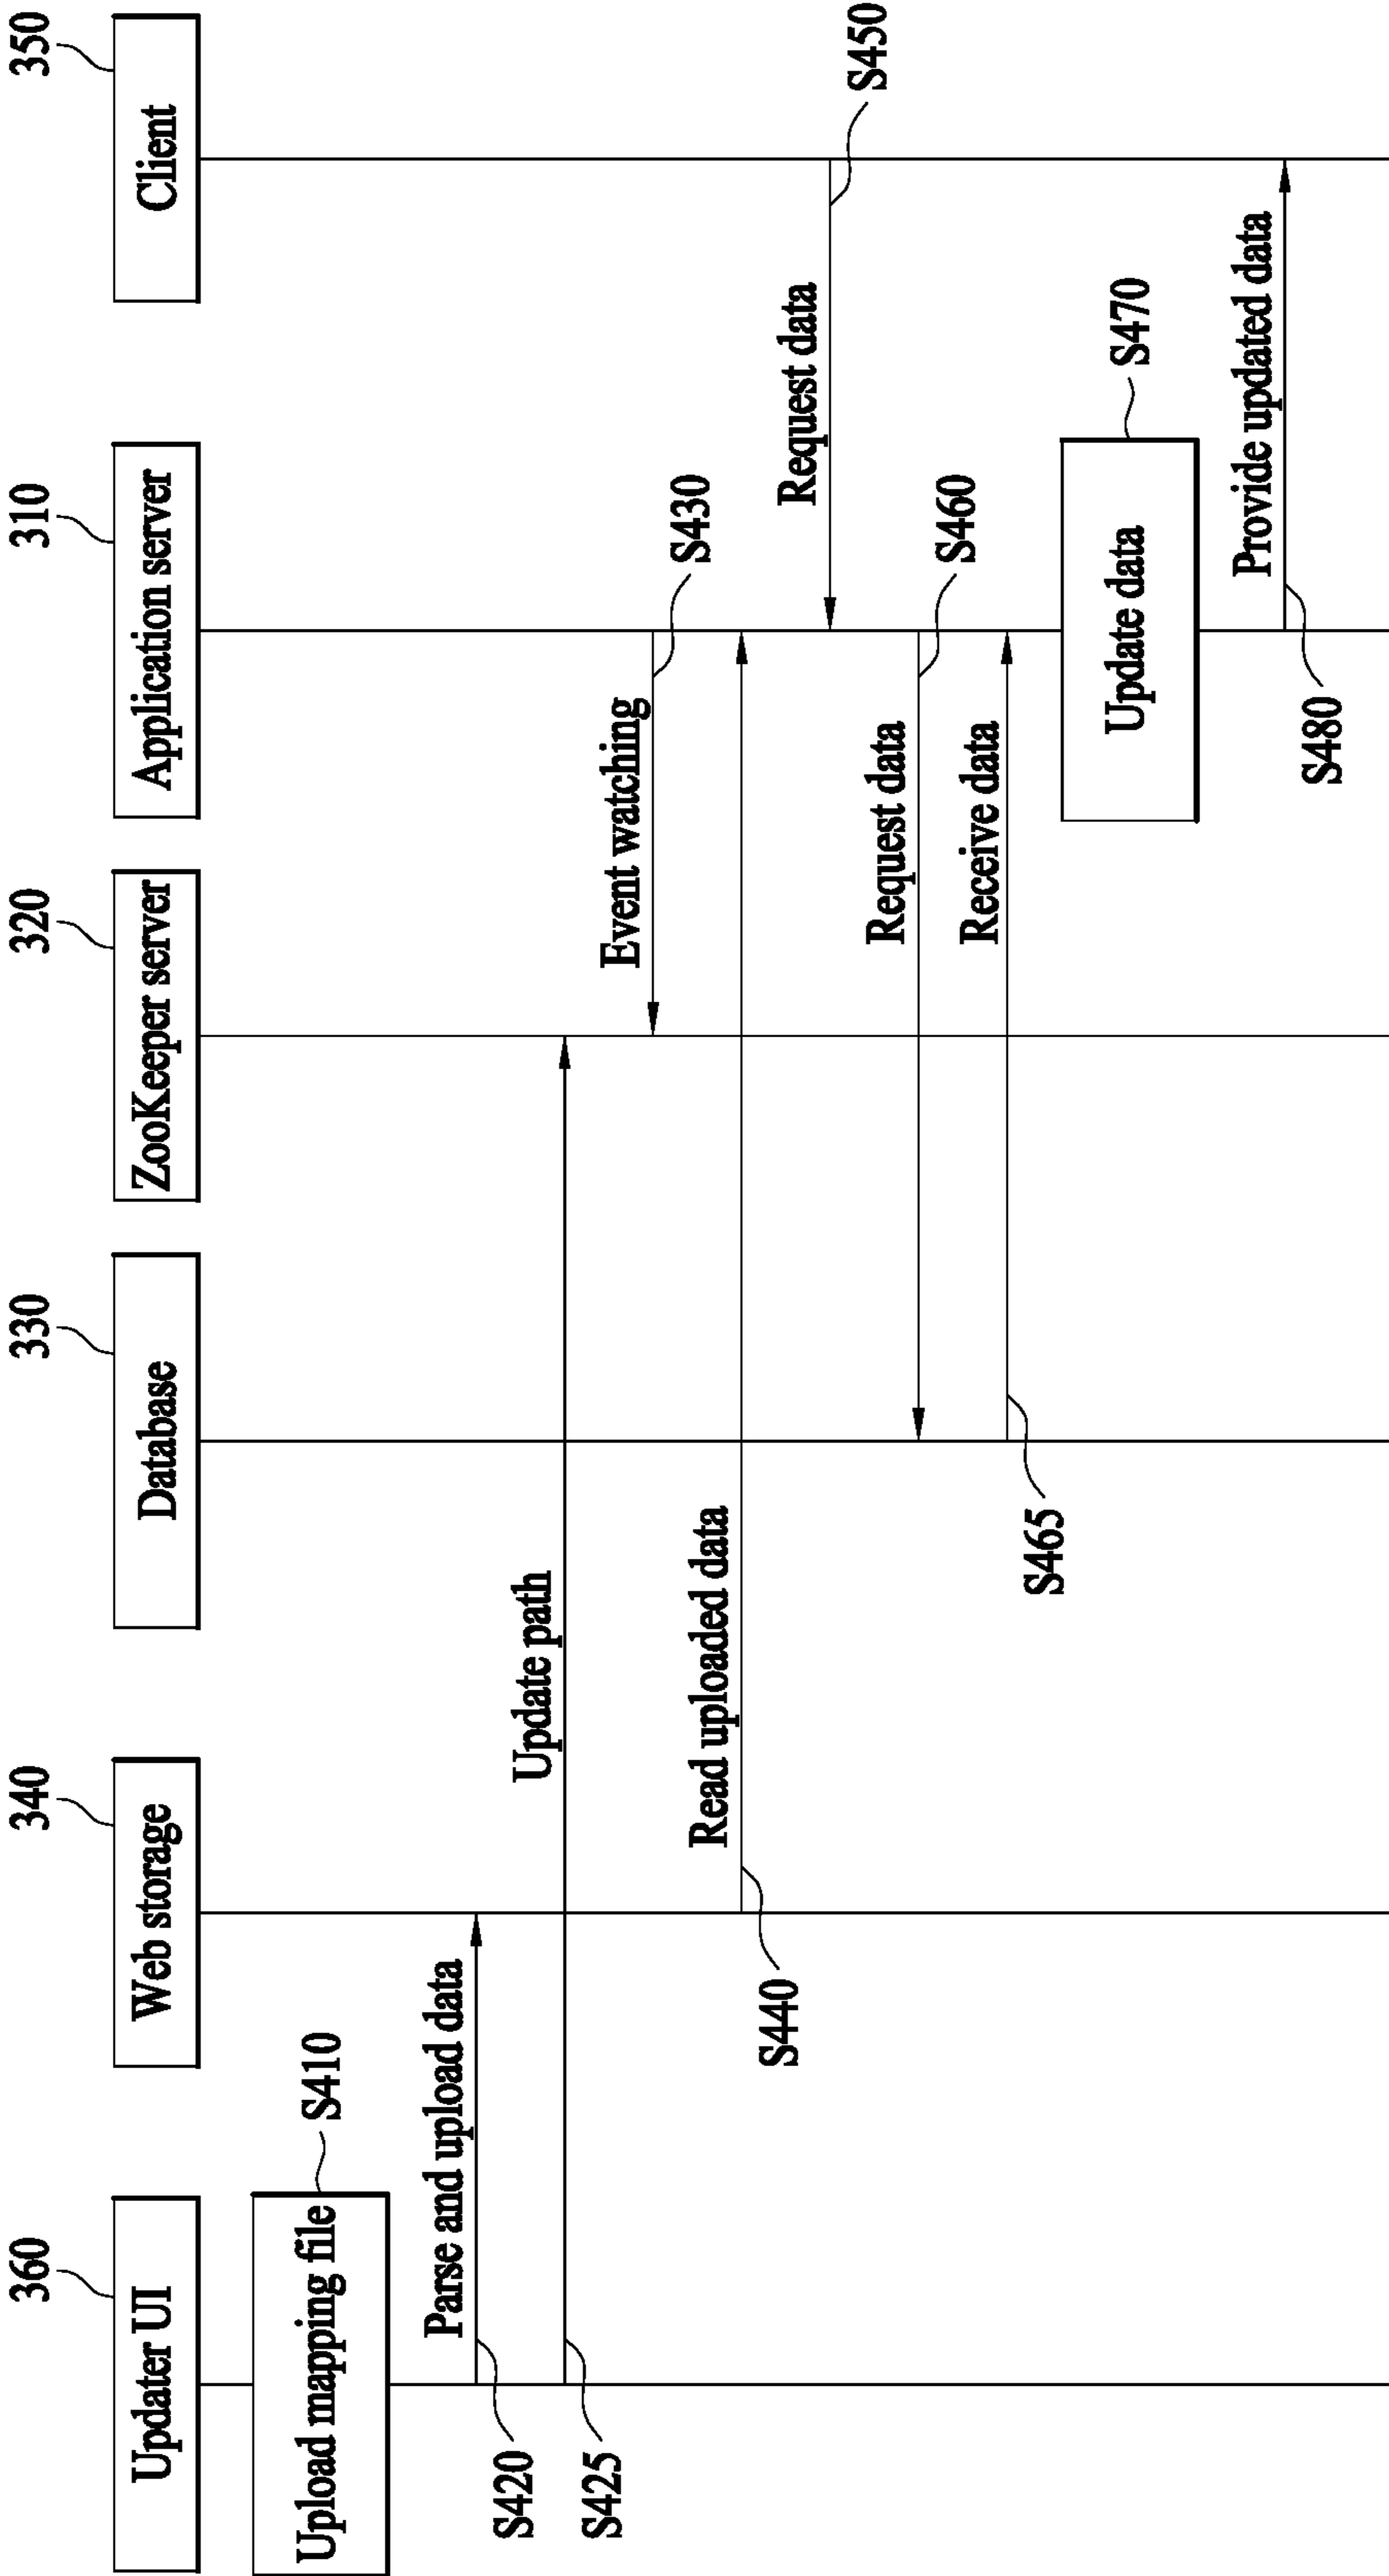 360
340
330
320
310
350
Updater UI
Web storage
Database
ZooKeeper server
Application server
Client
Upload mapping file
S410
Parse and upload data
S420
Update path
S425
Event watching
S430
Read uploaded data
S440
Request data
S450
Request data
S460
Receive data
S465
Update data
S470
Provide updated data
S480